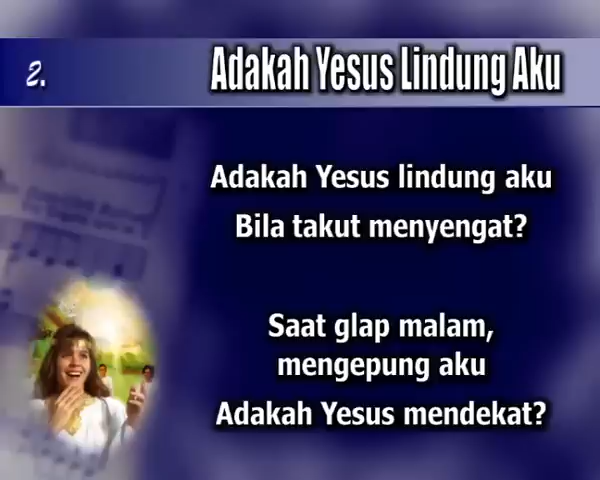 2.
Adakah Yesus Lindung Aku
Adakah Yesus lindung aku
Bila takut menyengat?
Saat glap malam,
mengepung aku
Adakah Yesus mendekat?